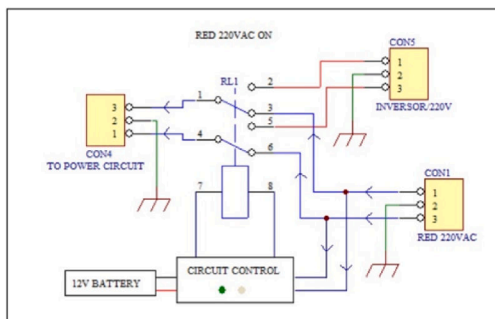 RED 220VAC ON
CON5
1
2
3
INVERSOR/220V
RL1
2
1
3
5
4
6
3
2
1
CON4
TO POWER CIRCUIT
7
8
CON1
1
2
3
RED 220VAC
CIRCUIT CONTROL
12V BATTERY